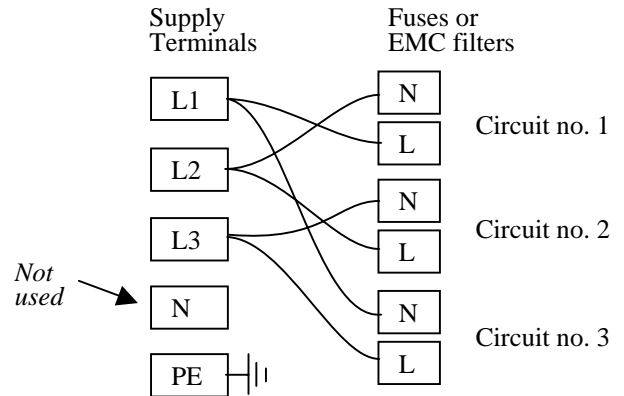 Supply
Terminals
Fuses or
EMC filters
L1
L2
L3
N
PE
Not
used
N
L
Circuit no. 1
N
L
Circuit no. 2
N
L
Circuit no. 3